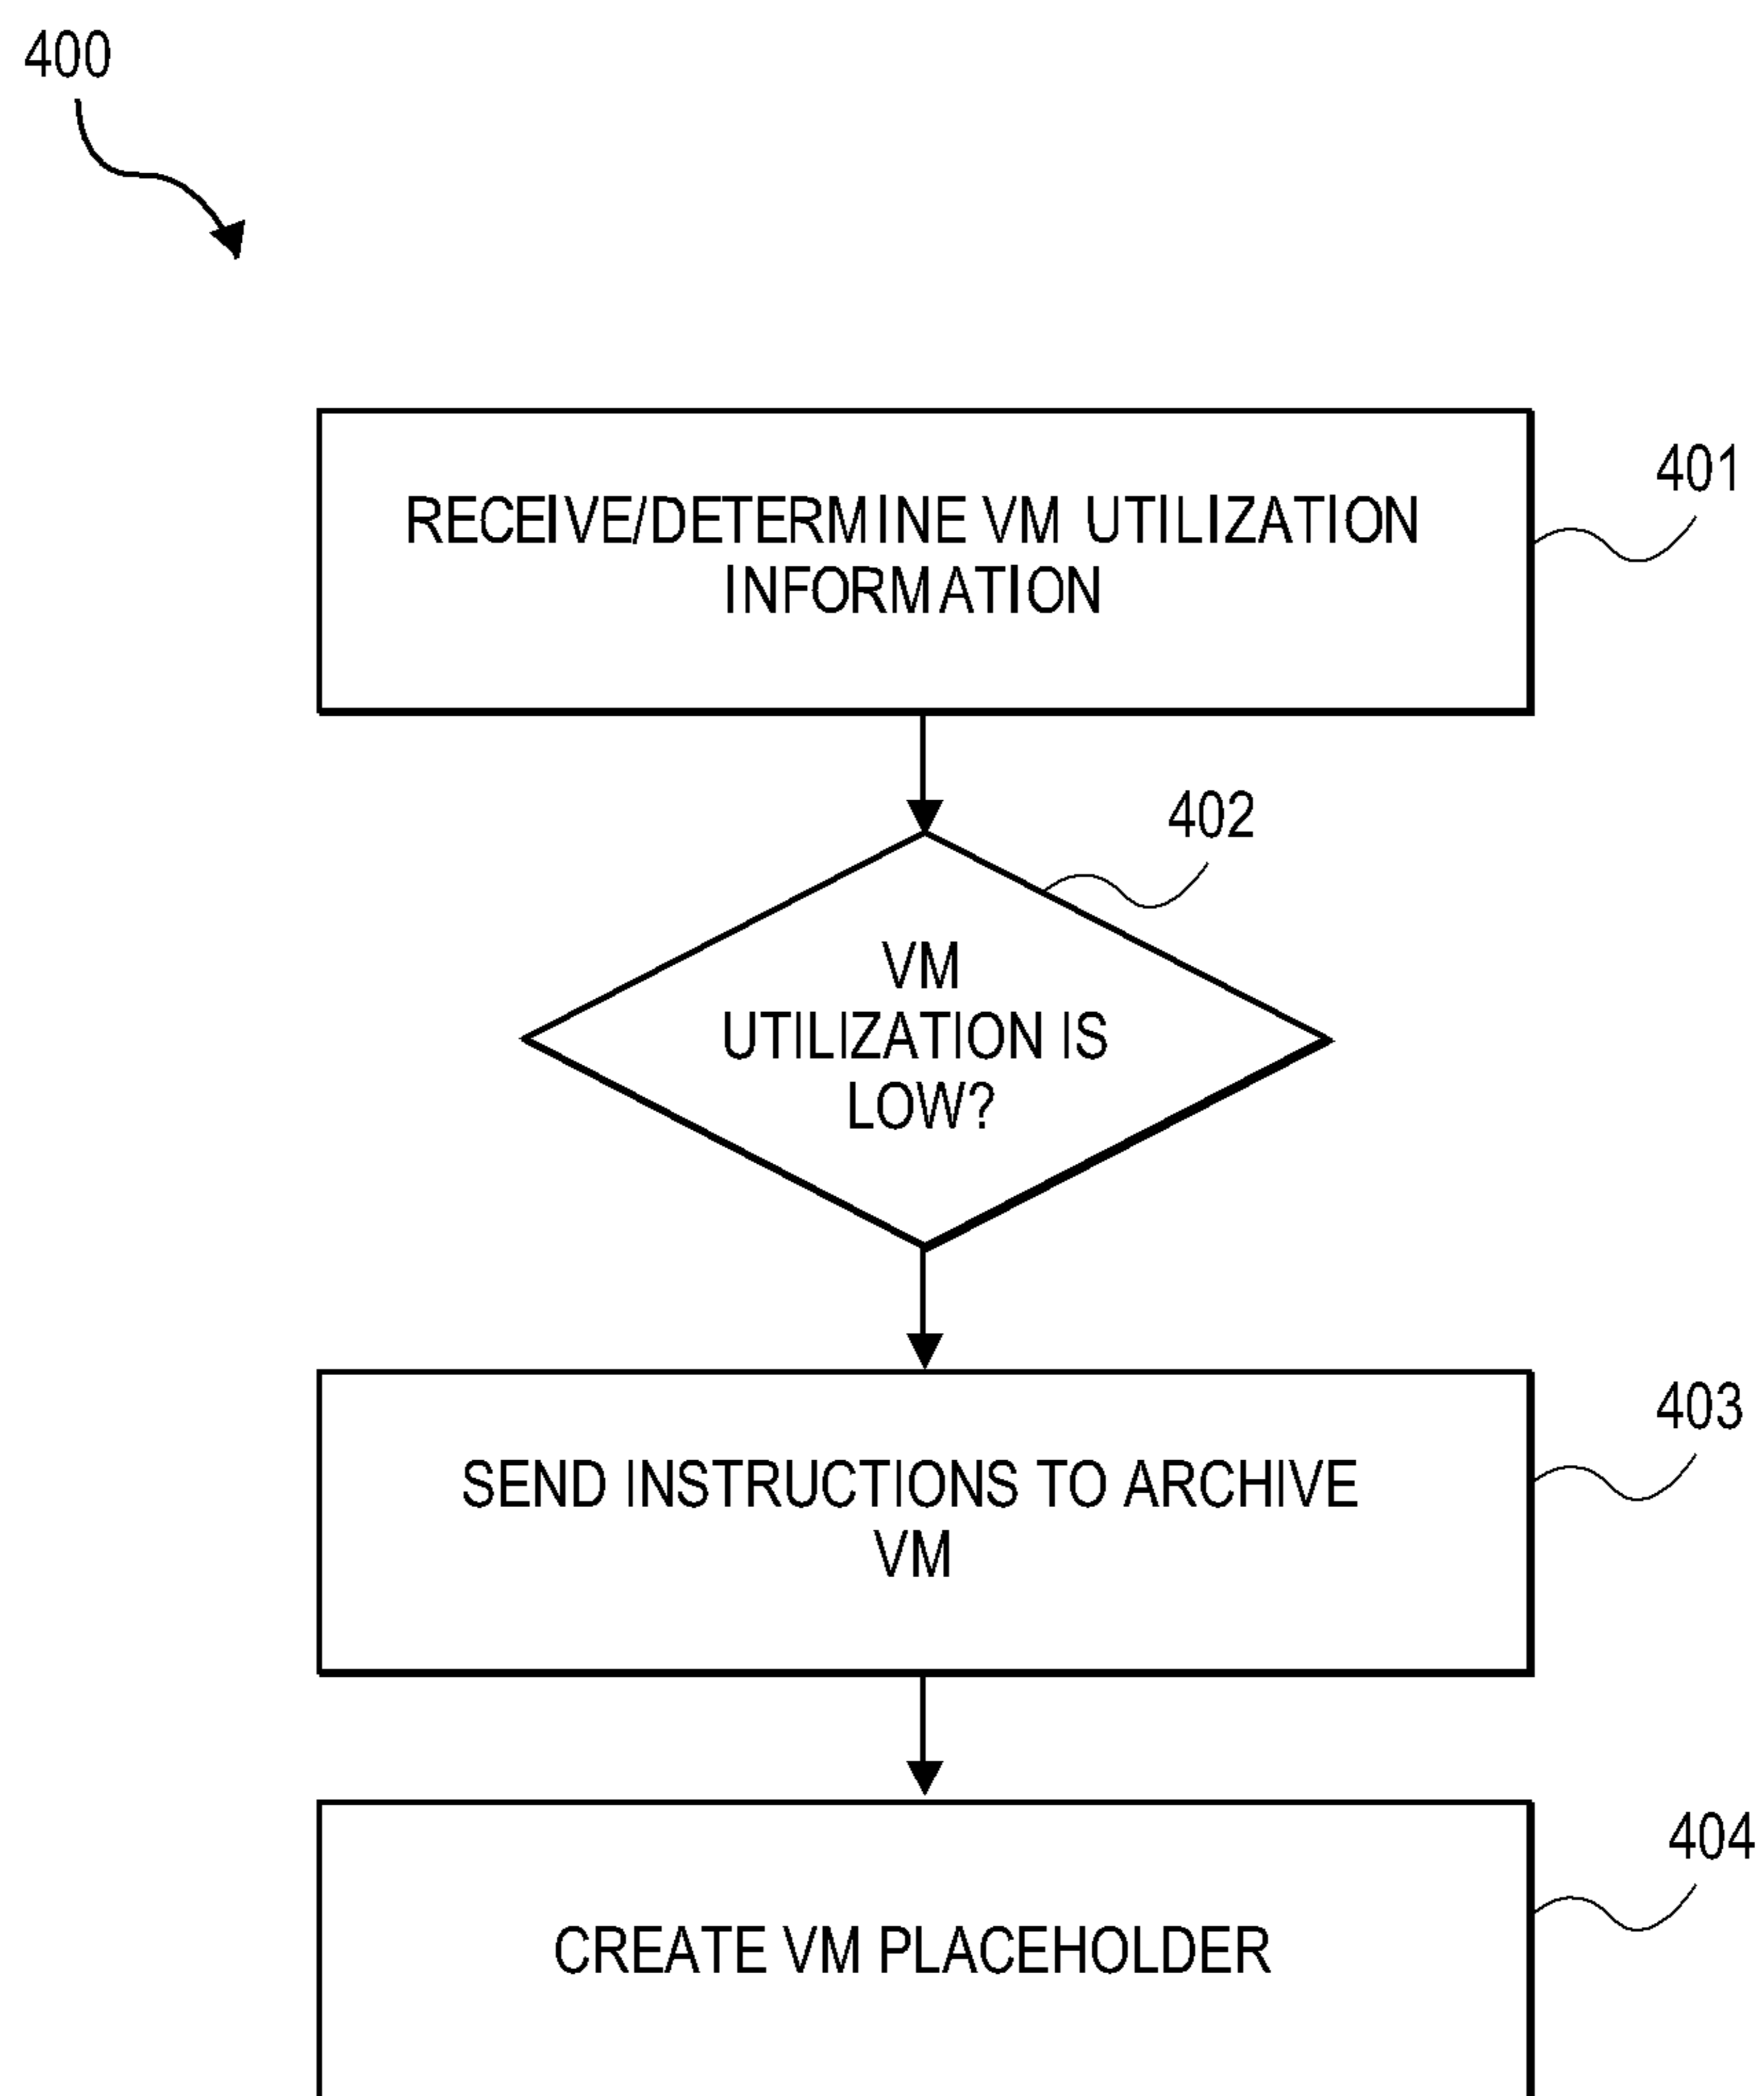 400
RECEIVE/DETERMINE VM UTILIZATION
INFORMATION
401
402
VM
UTILIZATION IS
LOW?
SEND INSTRUCTIONS TO ARCHIVE
VM
403
CREATE VM PLACEHOLDER
404